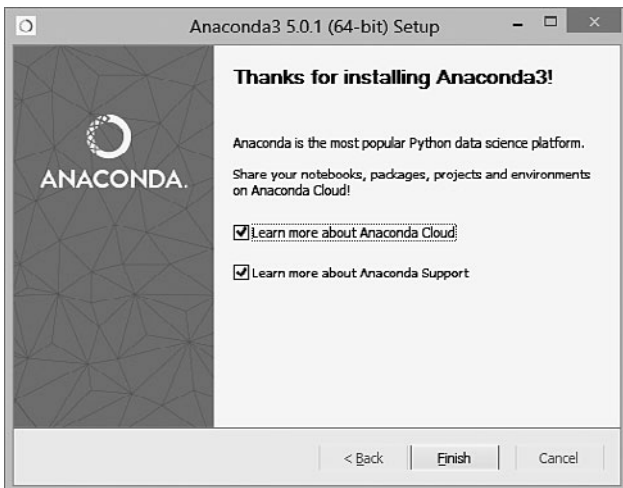 Anaconda3 5.0.1 (64-bit) Setup
ANACONDA.
Thanks for installing Anaconda3!
Anaconda is the most popular Python data science platform.
Share your notebooks, packages, projects and environments
on Anaconda Cloud!
Learn more about Anaconda Cloud
Learn more about Anaconda Support
< Back
Finish
Cancel